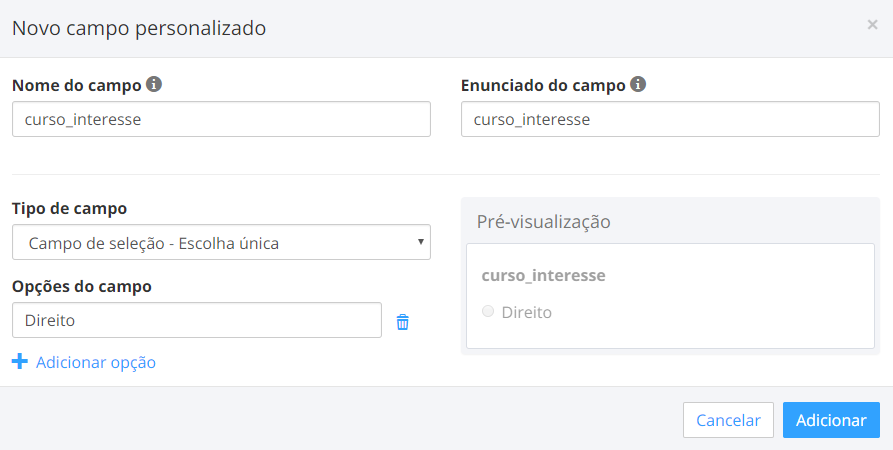 Novo campo personalizado
×
Nome do campo
curso_interesse
Enunciado do campo
curso_interesse
Tipo de campo
Campo de seleção - Escolha única
Opções do campo
Direito
Adicionar opção
Pré-visualização
curso_interesse
Direito
Cancelar
Adicionar